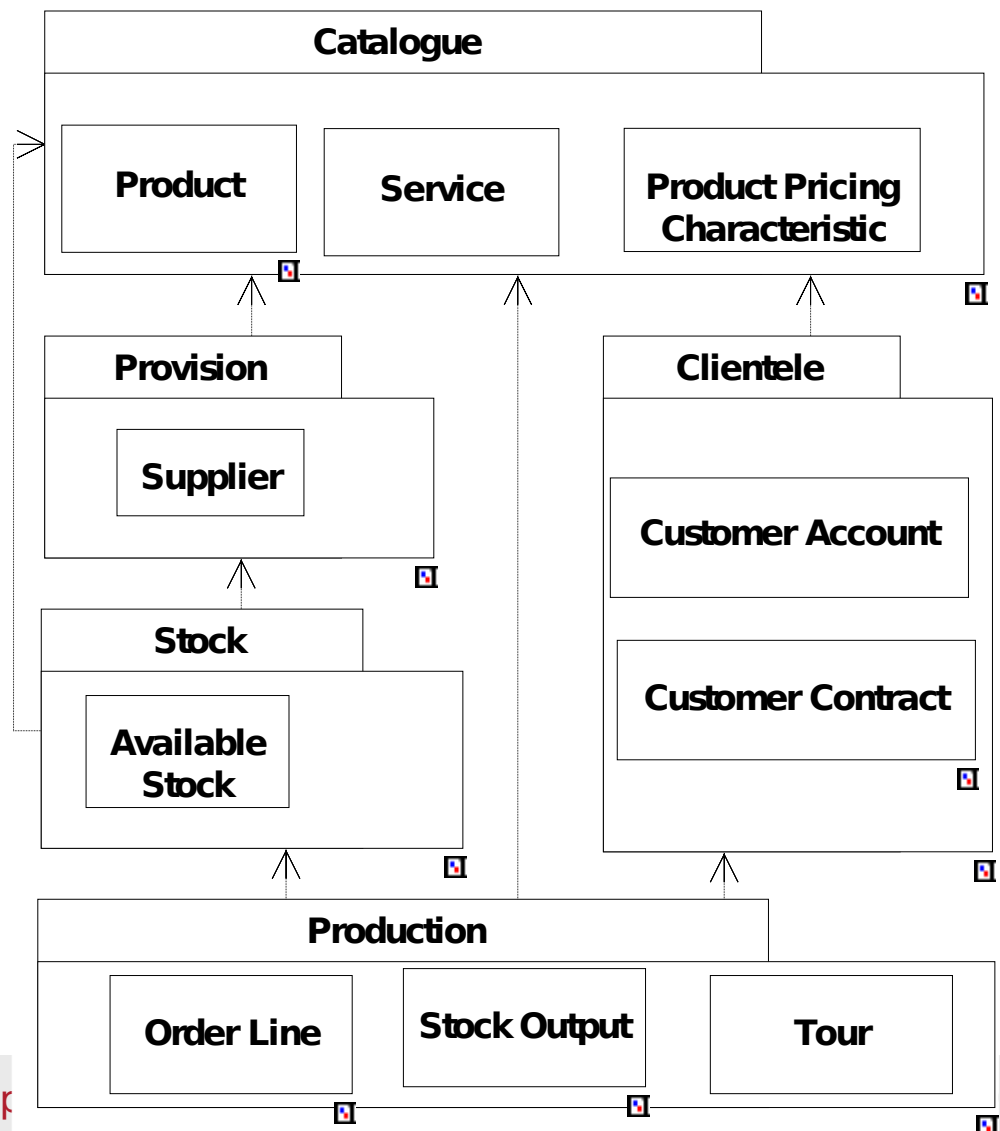 Catalogue
Product
Service
Product Pricing
Characteristic
Provision
Clientele
Supplier
Customer Account
Stock
Customer Contract
Available
Stock
Production
Order Line
Stock Output
Tour